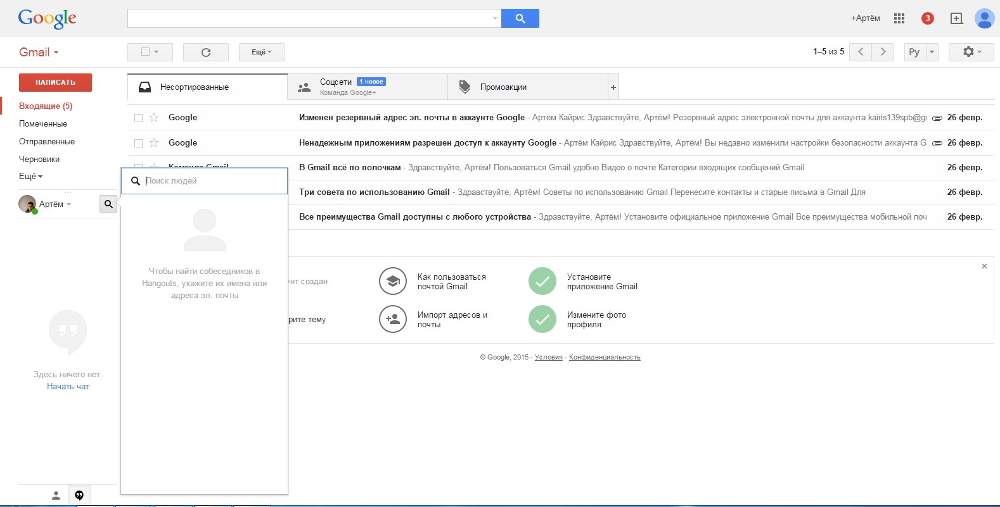 Google
+Артём
3
Gmail
Ещё
1–5 из 5
Ру
НАПИСАТЬ
Входящие (5)
Помеченные
Отправленные
Черновики
Ещё
Артём
Несортированные
Соцсети 1 новое
Команда Google+
Промоакции
+
Google Изменен резервный адрес эл. почты в аккаунте Google - Артём Кайрис Здравствуйте, Артём! Резервный адрес электронной почты для аккаунта kairis139spb@g 26 февр.
Google Ненадежным приложениям разрешен доступ к аккаунту Google - Артём Кайрис Здравствуйте, Артём! Вы недавно изменили настройки безопасности аккаунта G 26 февр.
Команда Gmail В Gmail всё по полочкам - Здравствуйте, Артём! Пользоваться Gmail удобно Видео о почте Категории входящих сообщений Gmail 26 февр.
Три совета по использованию Gmail - Здравствуйте, Артём! Советы по использованию Gmail Перенесите контакты и старые письма в Gmail Для 26 февр.
Все преимущества Gmail доступны с любого устройства - Здравствуйте, Артём! Установите официальное приложение Gmail Все преимущества мобильной поч 26 февр.
Поиск людей
Чтобы найти собеседников в
Hangouts, укажите их имена или
адреса эл. почты
унт создан
рите тему
Как пользоваться
почтой Gmail
Импорт адресов и
почты
Установите
приложение Gmail
Измените фото
профиля
© Google, 2015 - Условия - Конфиденциальность
Здесь ничего нет.
Начать чат